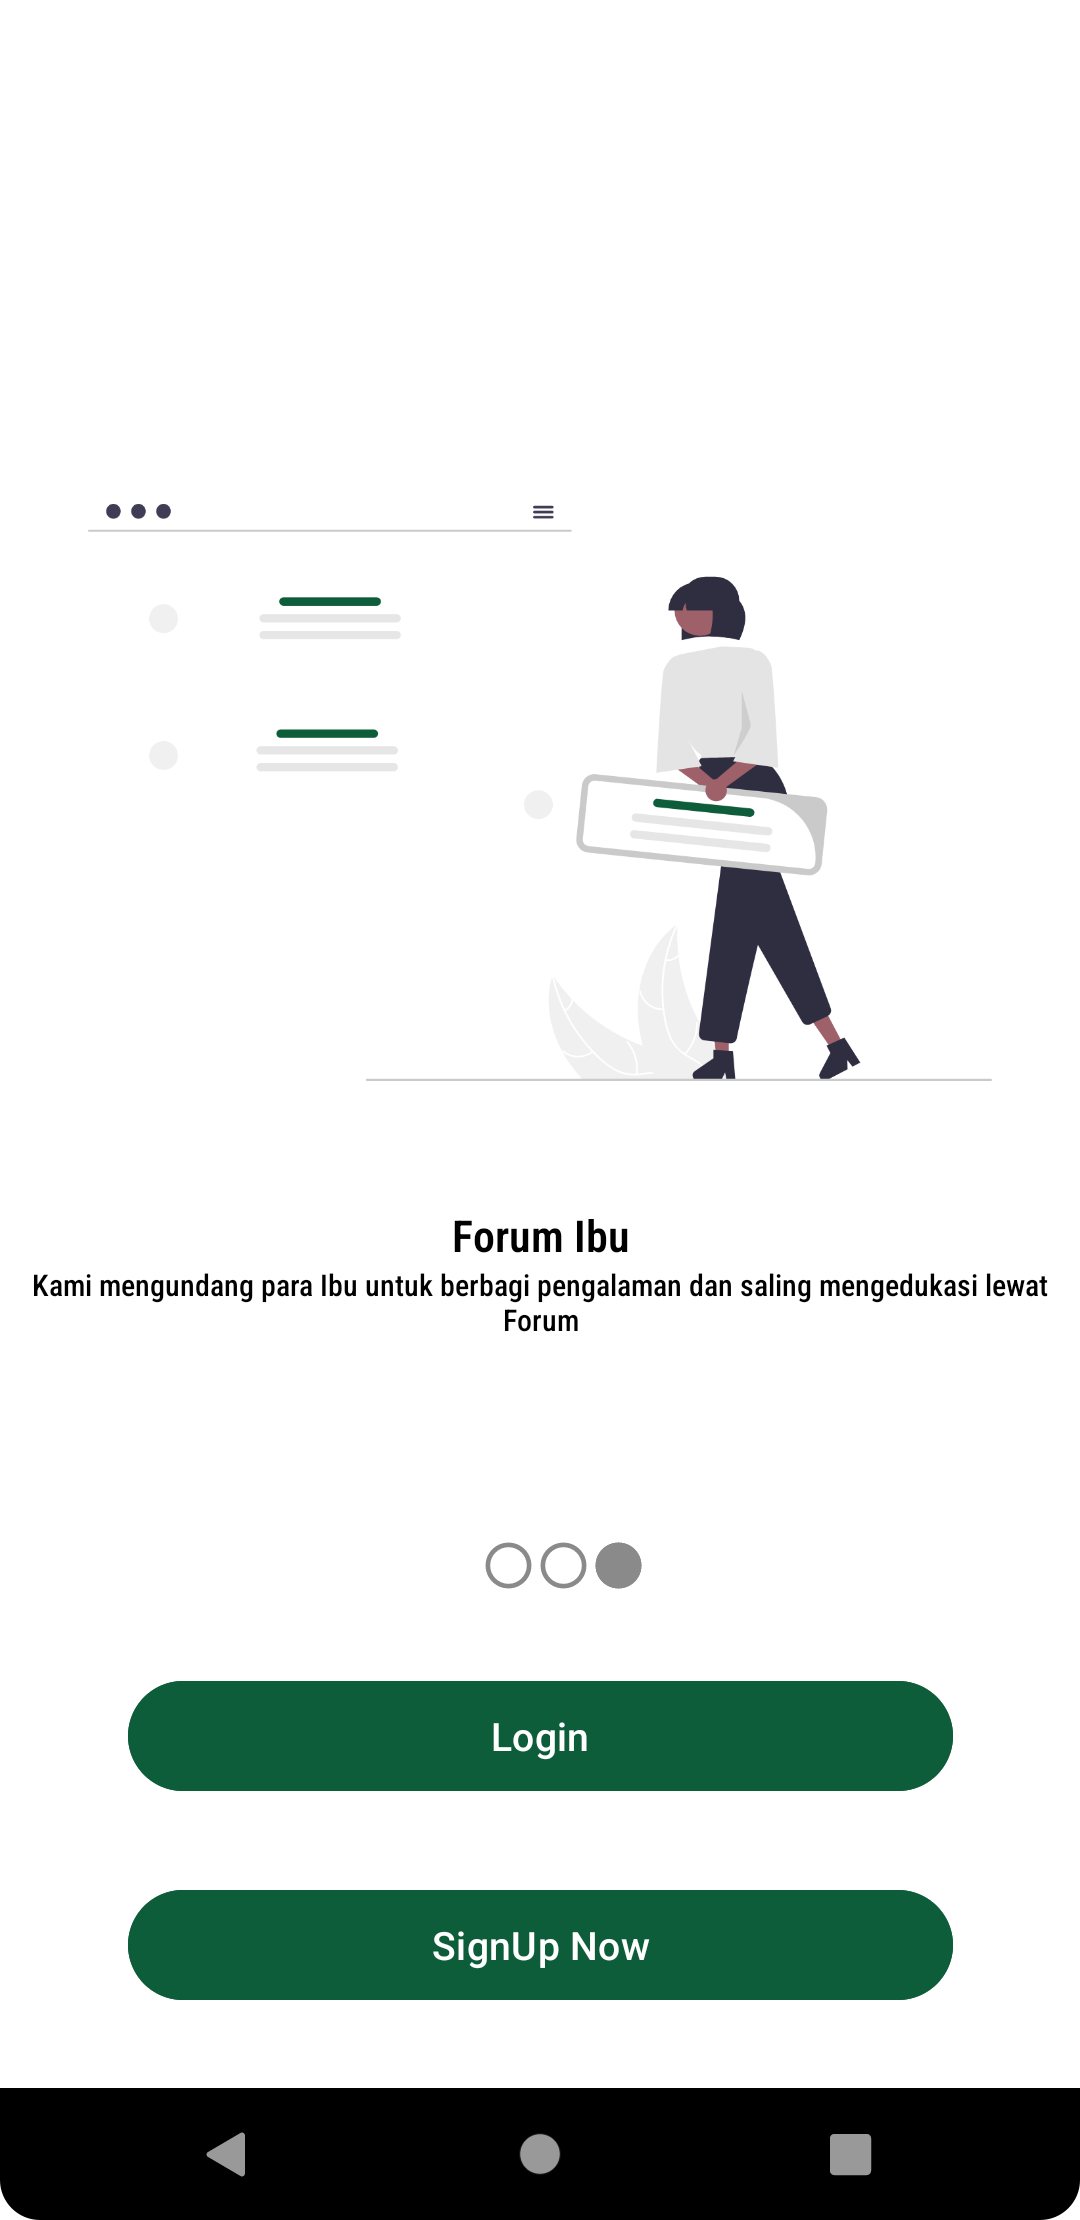 Forum Ibu
Kami mengundang para Ibu untuk berbagi pengalaman dan saling mengedukasi lewat
Forum
Login
SignUp Now